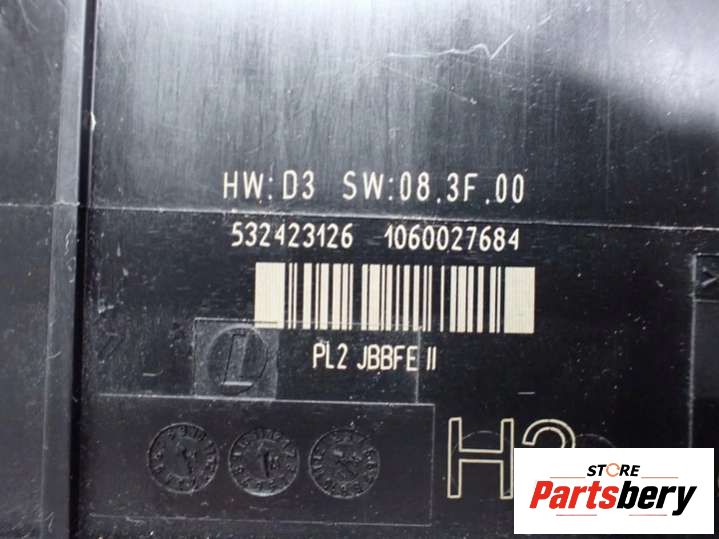 HW:D3 SW:08.3F.00
532423126 1060027684
PL2 JBBFE II
L
STORE
Partsbery